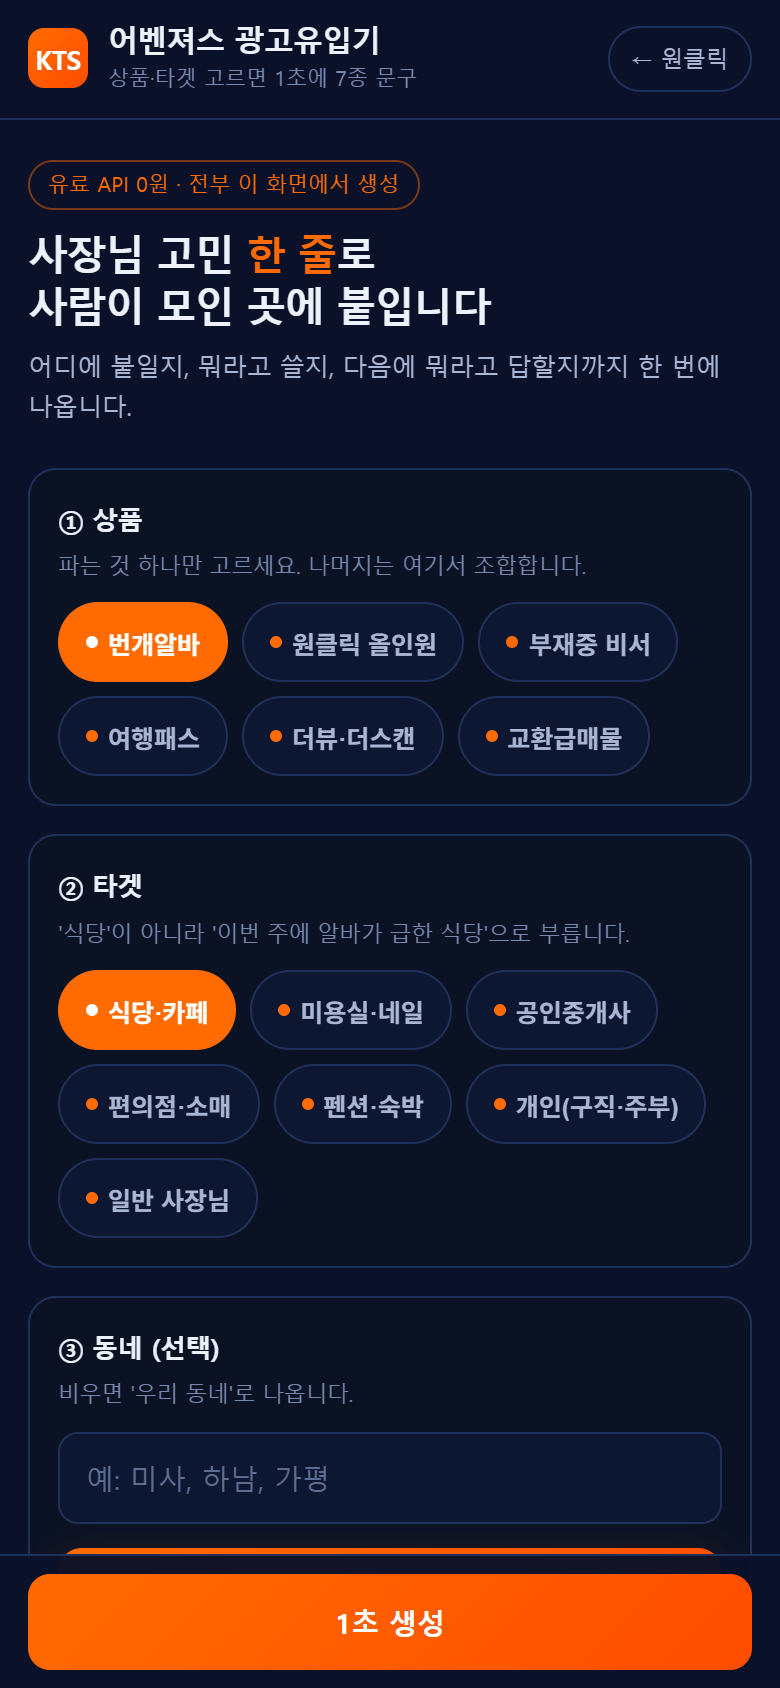 KTS
어벤져스 광고유입기
상품·타겟 고르면 1초에 7종 문구
← 원클릭
유료 API 0원 · 전부 이 화면에서 생성
사장님 고민 한 줄로
사람이 모인 곳에 붙입니다
어디에 붙일지, 뭐라고 쓸지, 다음에 뭐라고 답할지까지 한 번에
나옵니다.
① 상품
파는 것 하나만 고르세요. 나머지는 여기서 조합합니다.
번개알바
원클릭 올인원
부재중 비서
여행패스
더뷰·더스캔
교환급매물
② 타겟
'식당'이 아니라 '이번 주에 알바가 급한 식당'으로 부릅니다.
식당·카페
미용실·네일
공인중개사
편의점·소매
펜션·숙박
개인(구직·주부)
일반 사장님
③ 동네 (선택)
비우면 '우리 동네'로 나옵니다.
예: 미사, 하남, 가평
1초 생성